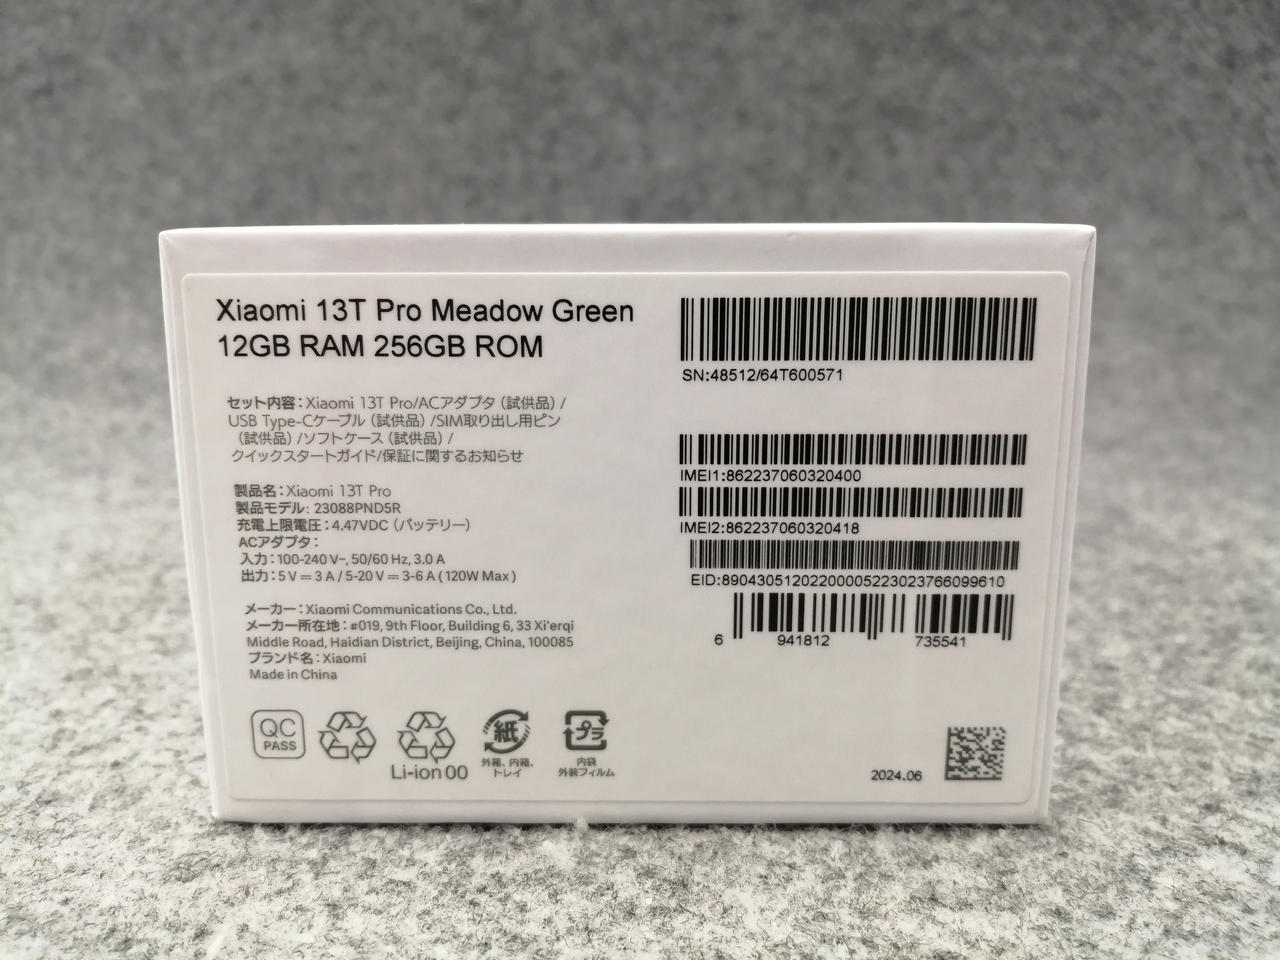 Xiaomi 13T Pro Meadow Green
12GB RAM 256GB ROM
セット内容：Xiaomi 13T Pro/ACアダプタ（試供品）/
USB Type-Cケーブル（試供品）/SIM取り出し用ピン
（試供品）/ソフトケース（試供品）/
クイックスタートガイド/保証に関するお知らせ
製品名：Xiaomi 13T Pro
製品モデル: 23088PND5R
充電上限電圧：4.47VDC（バッテリー）
ACアダプタ：
入力：100-240 V~, 50/60 Hz, 3.0 A
出力：5 V ⎓ 3 A / 5-20 V ⎓ 3-6 A ( 120W Max )
メーカー：Xiaomi Communications Co., Ltd.
メーカー所在地：#019, 9th Floor, Building 6, 33 Xi'erqi
Middle Road, Haidian District, Beijing, China, 100085
ブランド名：Xiaomi
Made in China
QC
PASS
Li-ion 00
紙
外箱、内箱、
トレイ
プラ
内袋
外装フィルム
SN:48512/64T600571
IMEI1:862237060320400
IMEI2:862237060320418
EID:89043051202200005223023766099610
6 941812 735541
2024.06